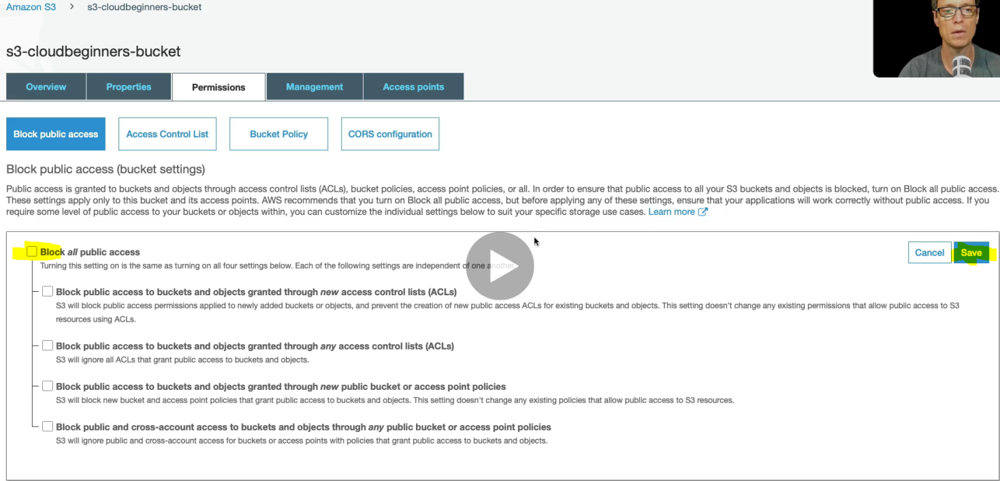 Amazon S3 > s3-cloudbeginners-bucket
s3-cloudbeginners-bucket
Overview Properties Permissions Management Access points
Block public access Access Control List Bucket Policy CORS configuration
Block public access (bucket settings)
Public access is granted to buckets and objects through access control lists (ACLs), bucket policies, access point policies, or all. In order to ensure that public access to all your S3 buckets and objects is blocked, turn on Block all public access.
These settings apply only to this bucket and its access points. AWS recommends that you turn on Block all public access, but before applying any of these settings, ensure that your applications will work correctly without public access. If you
require some level of public access to your buckets or objects within, you can customize the individual settings below to suit your specific storage use cases. Learn more
Block all public access Cancel Save
Turning this setting on is the same as turning on all four settings below. Each of the following settings are independent of one another.
Block public access to buckets and objects granted through new access control lists (ACLs)
S3 will block public access permissions applied to newly added buckets or objects, and prevent the creation of new public access ACLs for existing buckets and objects. This setting doesn't change any existing permissions that allow public access to S3
resources using ACLs.
Block public access to buckets and objects granted through any access control lists (ACLs)
S3 will ignore all ACLs that grant public access to buckets and objects.
Block public access to buckets and objects granted through new public bucket or access point policies
S3 will block new bucket and access point policies that grant public access to buckets and objects. This setting doesn't change any existing policies that allow public access to S3 resources.
Block public and cross-account access to buckets and objects through any public bucket or access point policies
S3 will ignore public and cross-account access for buckets or access points with policies that grant public access to buckets and objects.